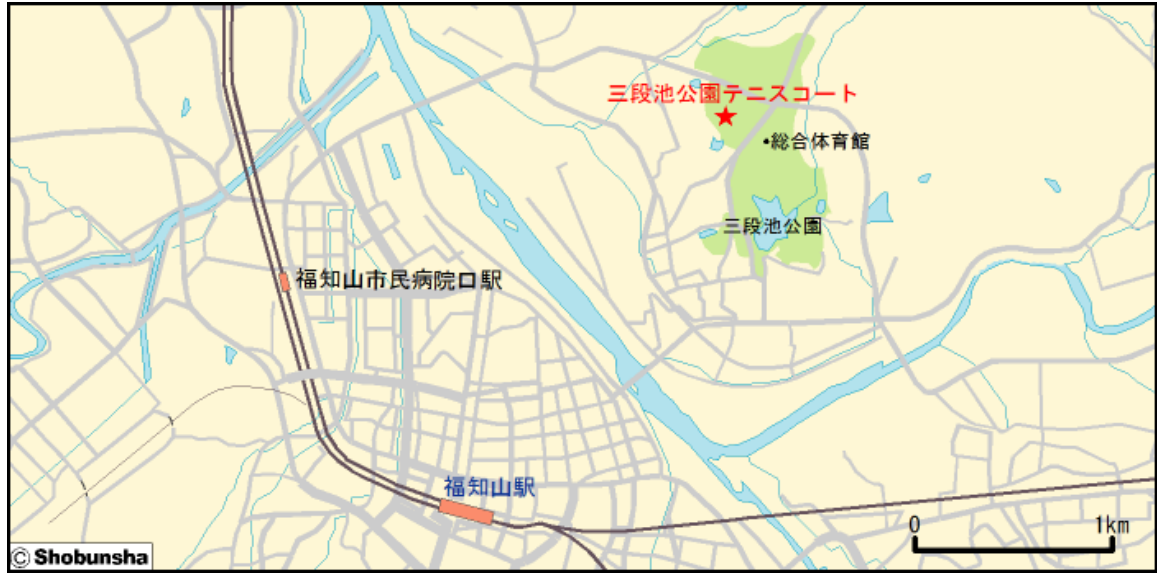 三段池公園テニスコート
総合体育館
三段池公園
福知山市民病院口駅
福知山駅
0 1km
© Shobunsha